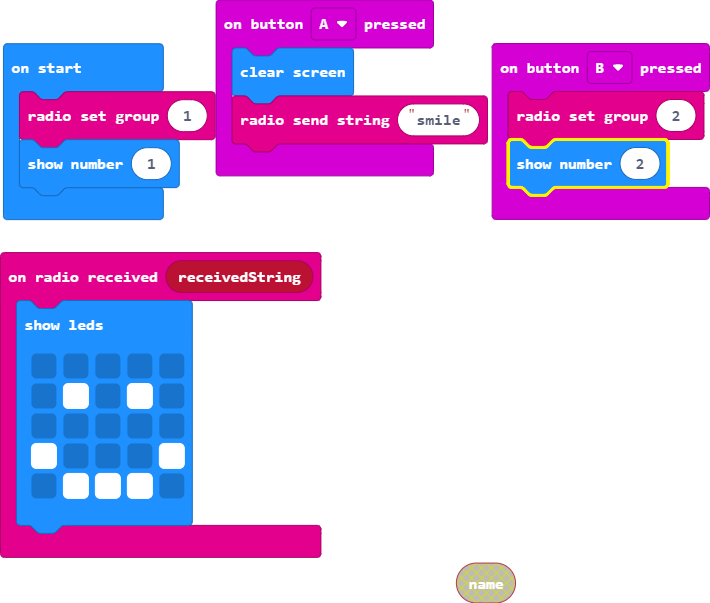 on start
radio set group 1
show number 1
on button A pressed
clear screen
radio send string "smile"
on button B pressed
radio set group 2
show number 2
on radio received receivedString
show leds
name